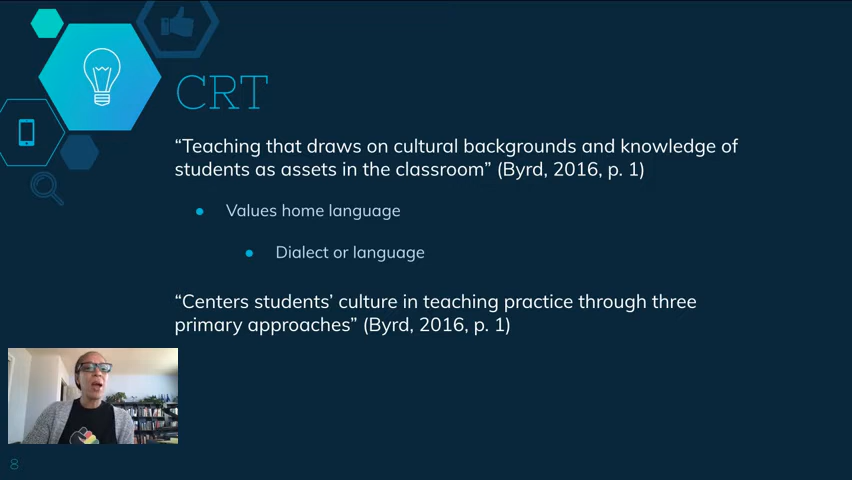 CRT
“Teaching that draws on cultural backgrounds and knowledge of
students as assets in the classroom” (Byrd, 2016, p. 1)
Values home language
Dialect or language
“Centers students’ culture in teaching practice through three
primary approaches” (Byrd, 2016, p. 1)
8